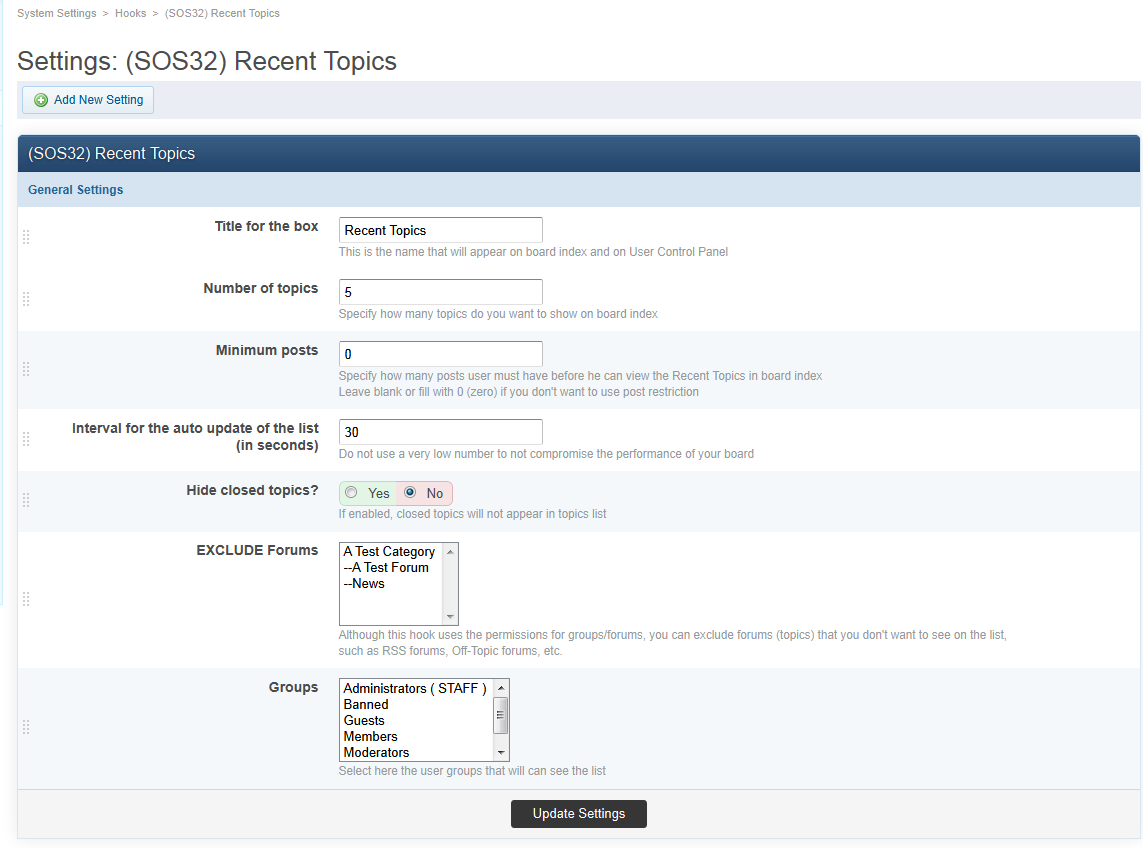 System Settings > Hooks > (SOS32) Recent Topics
Settings: (SOS32) Recent Topics
Add New Setting
(SOS32) Recent Topics
General Settings
Title for the box
Recent Topics
This is the name that will appear on board index and on User Control Panel
Number of topics
5
Specify how many topics do you want to show on board index
Minimum posts
0
Specify how many posts user must have before he can view the Recent Topics in board index
Leave blank or fill with 0 (zero) if you don't want to use post restriction
Interval for the auto update of the list
(in seconds)
30
Do not use a very low number to not compromise the performance of your board
Hide closed topics?
Yes No
If enabled, closed topics will not appear in topics list
EXCLUDE Forums
A Test Category
--A Test Forum
--News
Although this hook uses the permissions for groups/forums, you can exclude forums (topics) that you don't want to see on the list,
such as RSS forums, Off-Topic forums, etc.
Groups
Administrators ( STAFF )
Banned
Guests
Members
Moderators
Select here the user groups that will can see the list
Update Settings